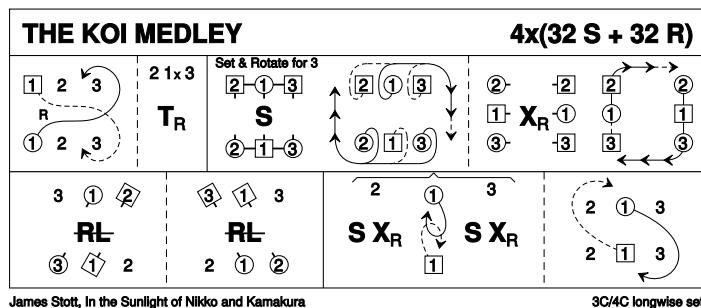 THE KOI MEDLEY 4x(32 S + 32 R)
1 2 3
R
1 2 3
2 1x 3
TR
Set & Rotate for 3
2 1 3
S
2 1 3
2 1 3
2 1 3
2 2
1 XR 1
3 3
2 2
1 1
3 3
3 1 2
RL
3 1 2
3 1 3
RL
2 1 2
2 1 3
S XR S XR
1
2 1 3
2 1 3
James Stott, In the Sunlight of Nikko and Kamakura 3C/4C longwise set